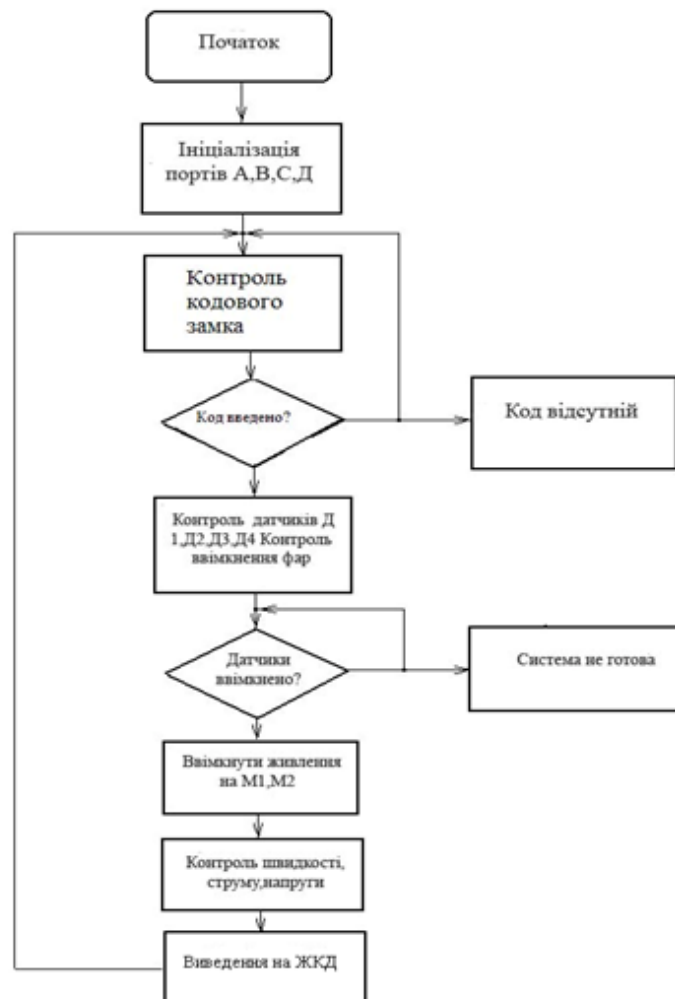 Початок
Ініціалізація
портів А,В,С,Д
Контроль
кодового
замка
Код введено?
Код відсутній
Контроль датчиків Д
1,Д2,Д3,Д4 Контроль
ввімкнення фар
Датчики
ввімкнено?
Система не готова
Ввімкнути живлення
на М1,М2
Контроль швидкості,
струму,напруги
Виведення на ЖКД